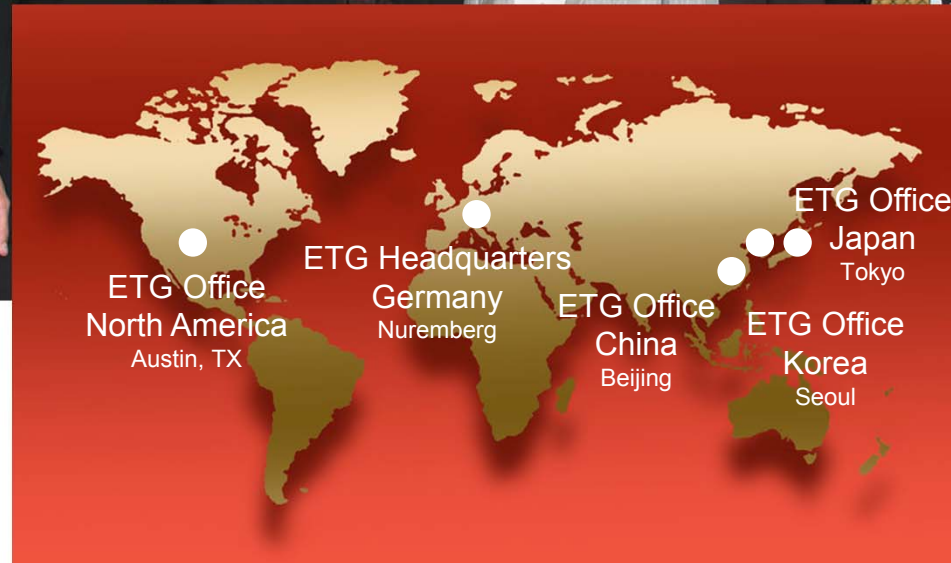 ETG Office
North America
Austin, TX
ETG Headquarters
Germany
Nuremberg
ETG Office
China
Beijing
ETG Office
Japan
Tokyo
ETG Office
Korea
Seoul